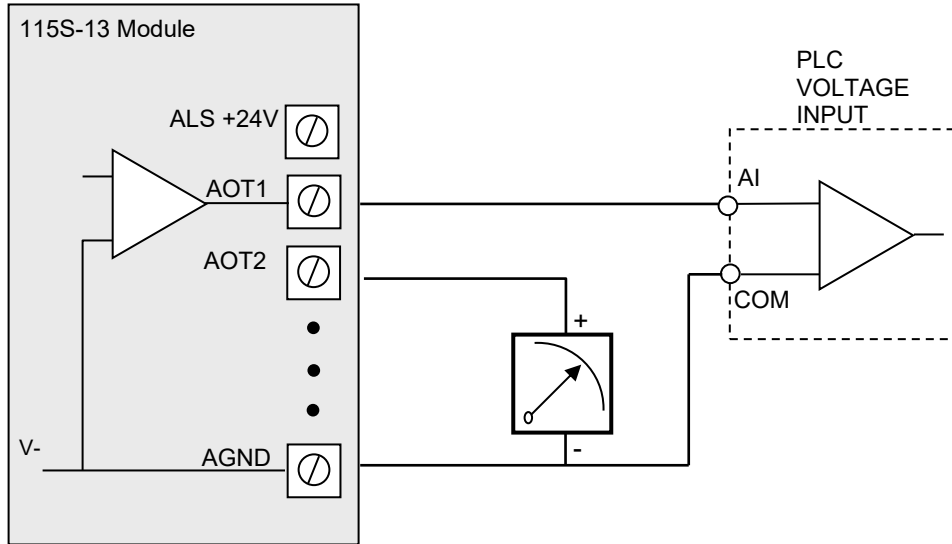 115S-13 Module
PLC
VOLTAGE
INPUT
ALS +24V
AOT1
AI
AOT2
COM
+
-
V-
AGND